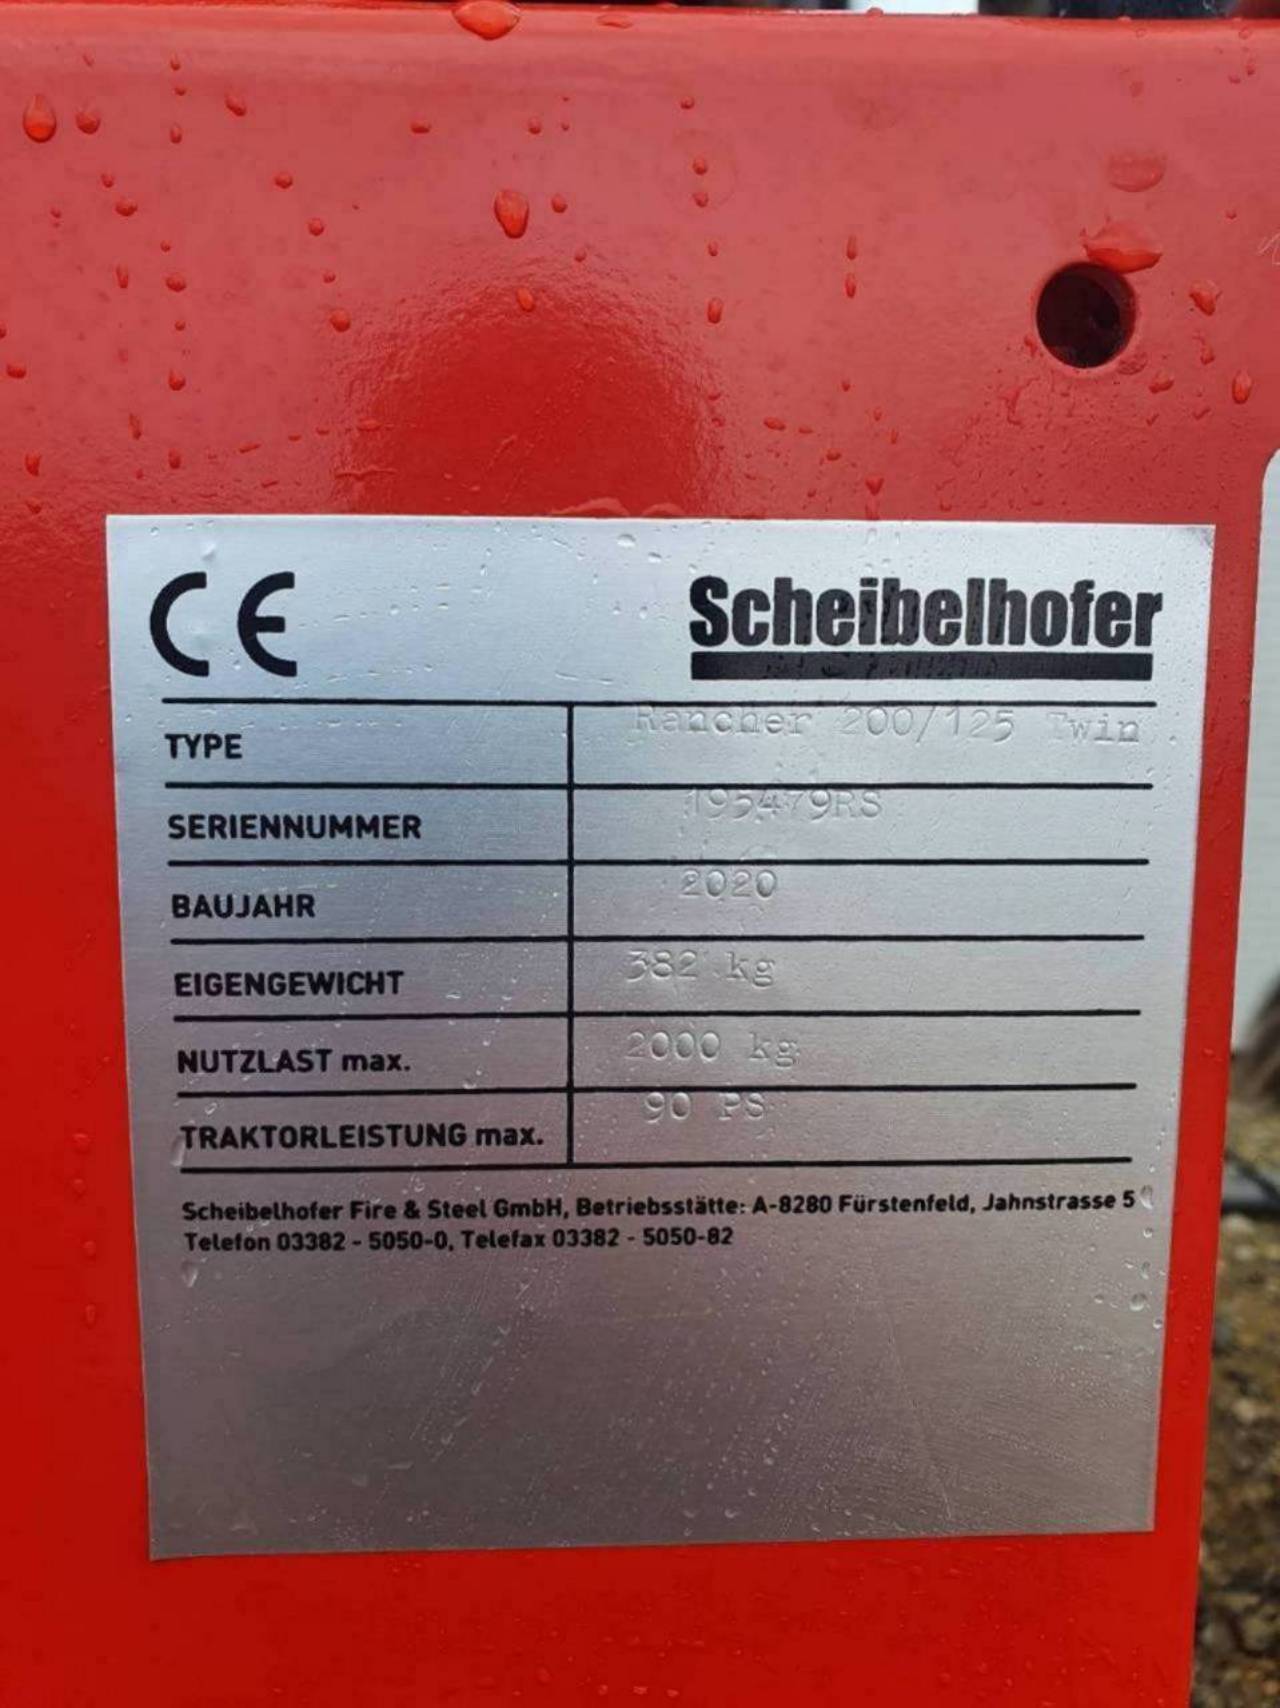 CE Scheibelhofer
TYPE Rancher 200/125 Twin
SERIENNUMMER 195479RS
BAUJAHR 2020
EIGENGEWICHT 382 kg
NUTZLAST max. 2000 kg
TRAKTORLEISTUNG max. 90 PS
Scheibelhofer Fire & Steel GmbH, Betriebsstätte: A-8280 Fürstenfeld, Jahnstrasse 5
Telefon 03382 - 5050-0, Telefax 03382 - 5050-82